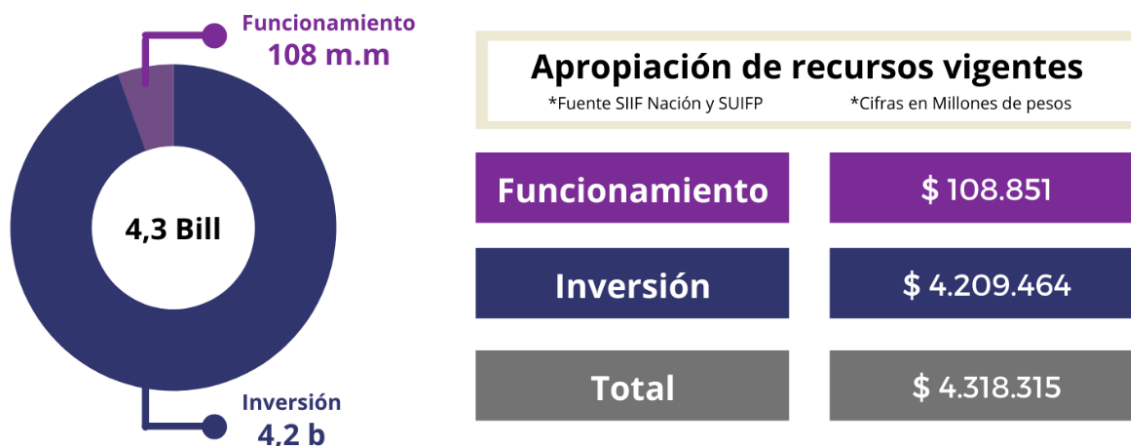 Funcionamiento
108 m.m
4,3 Bill
Inversión
4,2 b
Apropiación de recursos vigentes
*Fuente SIIF Nación y SUIFP *Cifras en Millones de pesos
Funcionamiento $ 108.851
Inversión $ 4.209.464
Total $ 4.318.315